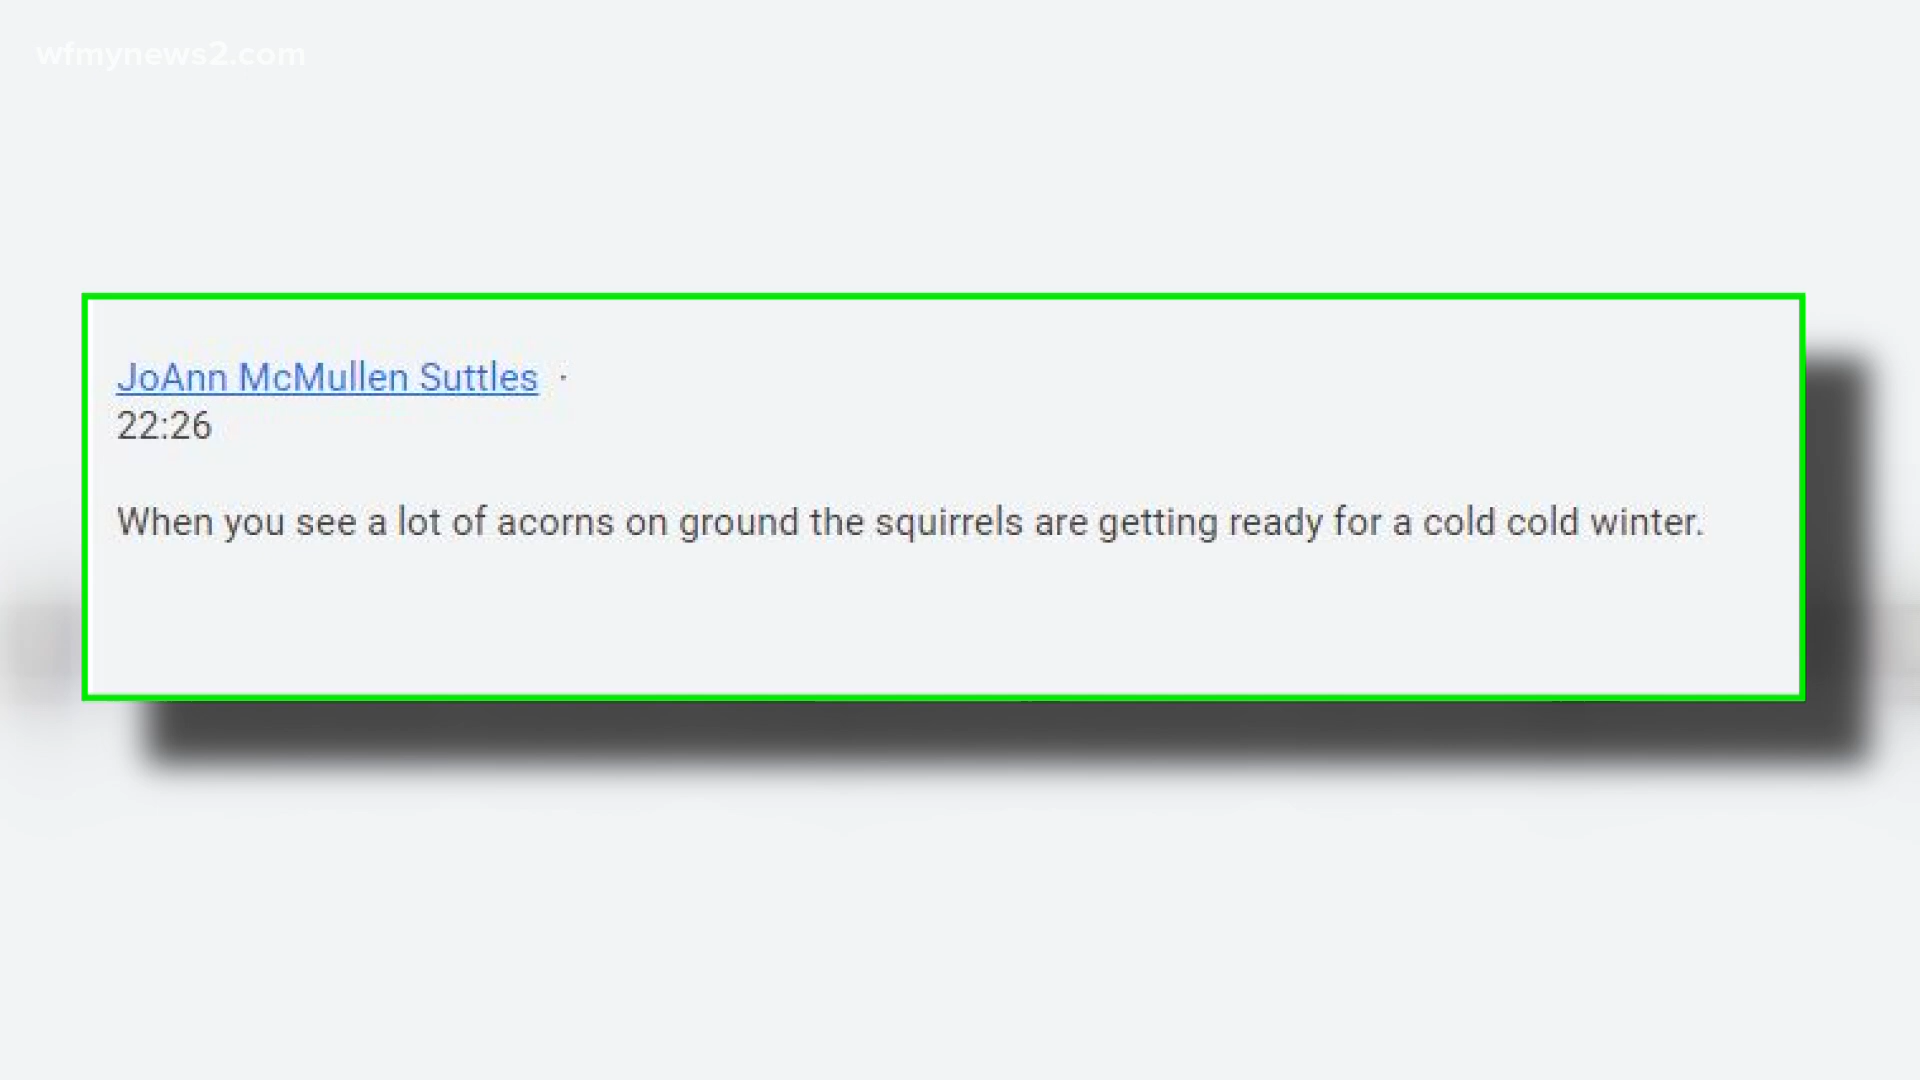 wfmynews2.com
JoAnn McMullen Suttles ·
22:26
When you see a lot of acorns on ground the squirrels are getting ready for a cold cold winter.